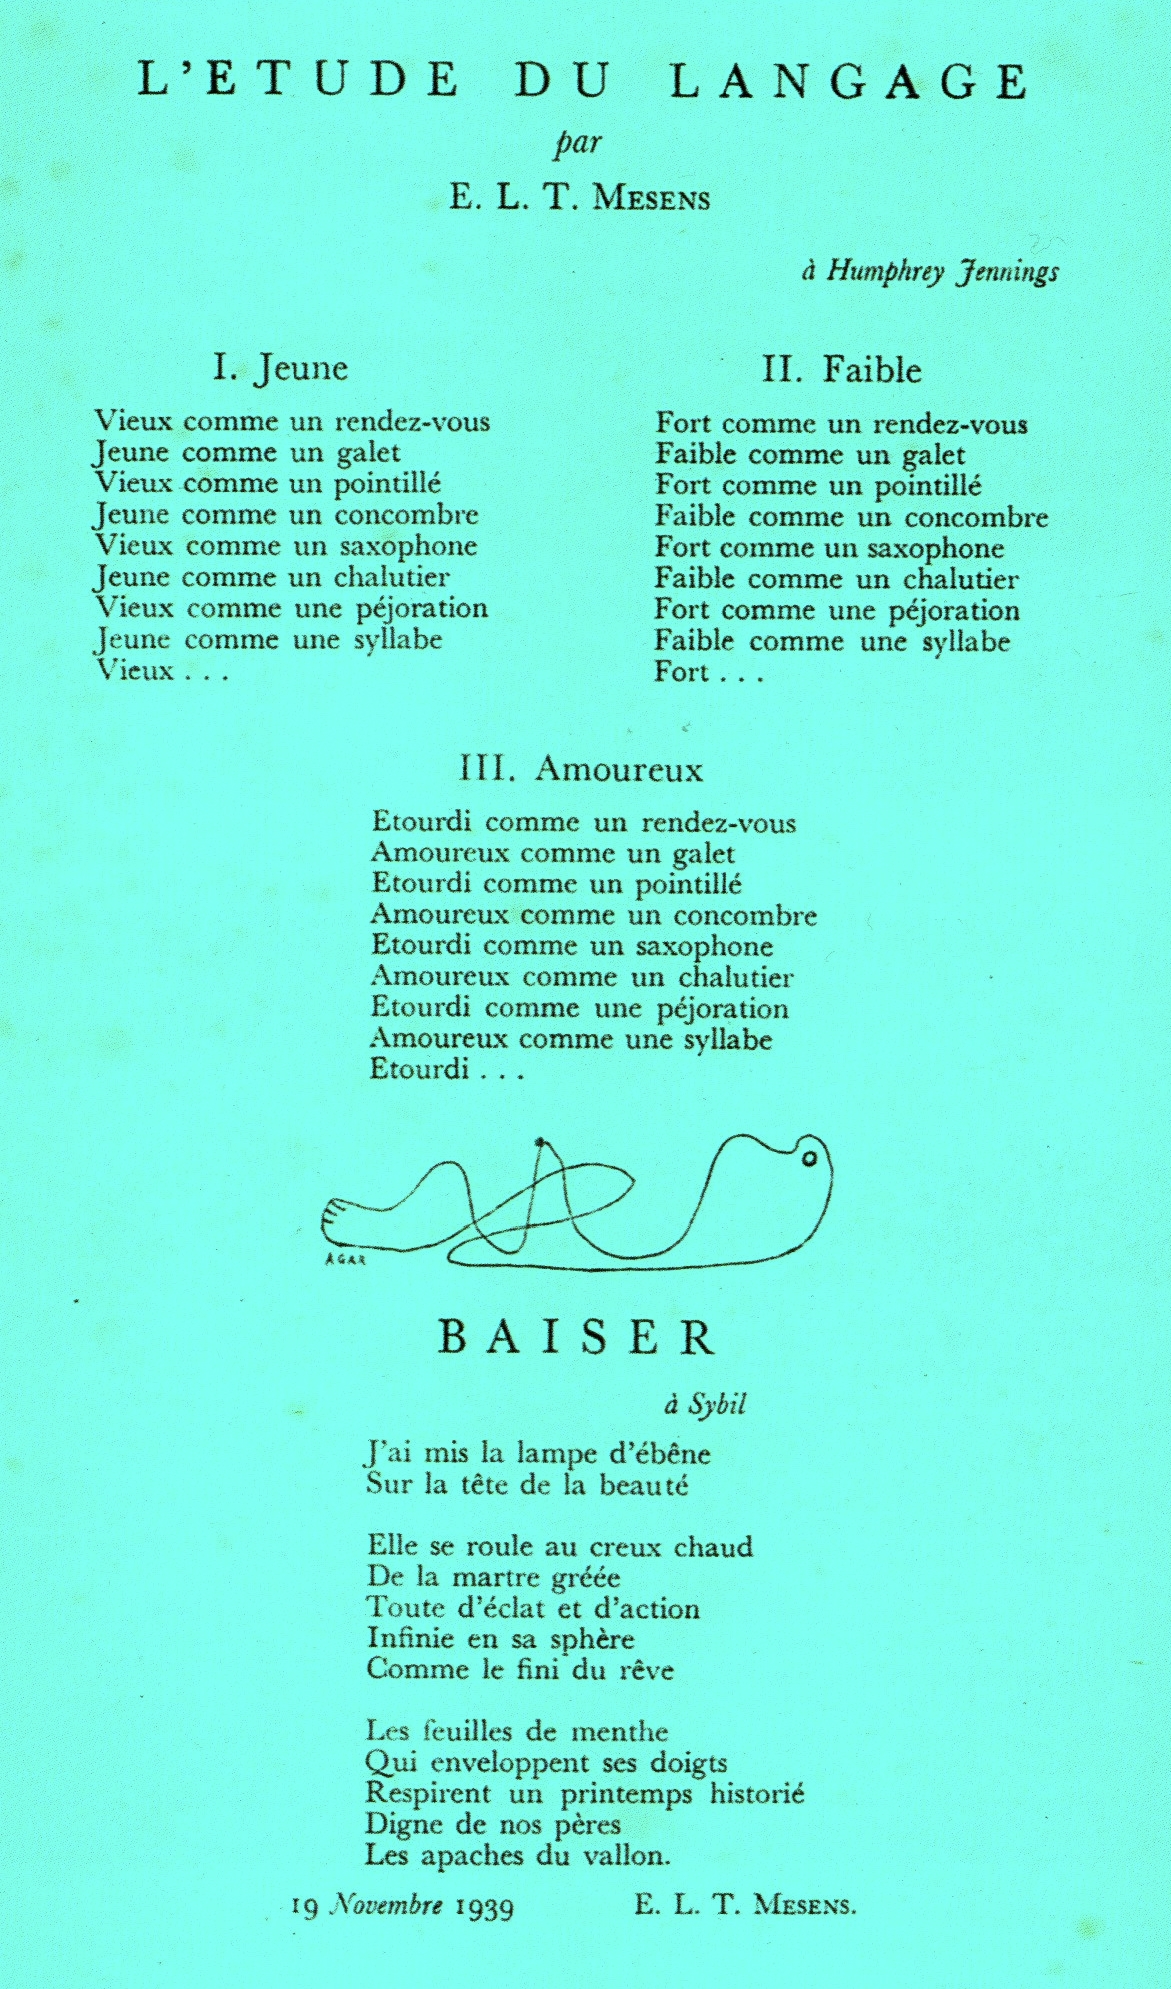 L'ETUDE DU LANGAGE
par
E. L. T. MESENS
à Humphrey Jennings
I. Jeune
Vieux comme un rendez-vous
Jeune comme un galet
Vieux comme un pointillé
Jeune comme un concombre
Vieux comme un saxophone
Jeune comme un chalutier
Vieux comme une péjoration
Jeune comme une syllabe
Vieux . . .
II. Faible
Fort comme un rendez-vous
Faible comme un galet
Fort comme un pointillé
Faible comme un concombre
Fort comme un saxophone
Faible comme un chalutier
Fort comme une péjoration
Faible comme une syllabe
Fort . . .
III. Amoureux
Etourdi comme un rendez-vous
Amoureux comme un galet
Etourdi comme un pointillé
Amoureux comme un concombre
Etourdi comme un saxophone
Amoureux comme un chalutier
Etourdi comme une péjoration
Amoureux comme une syllabe
Etourdi . . .
AGAR
BAISER
à Sybil
J'ai mis la lampe d'ébêne
Sur la tête de la beauté
Elle se roule au creux chaud
De la martre gréée
Toute d'éclat et d'action
Infinie en sa sphère
Comme le fini du rêve
Les feuilles de menthe
Qui enveloppent ses doigts
Respirent un printemps historié
Digne de nos pères
Les apaches du vallon.
19 Novembre 1939 E. L. T. MESENS.